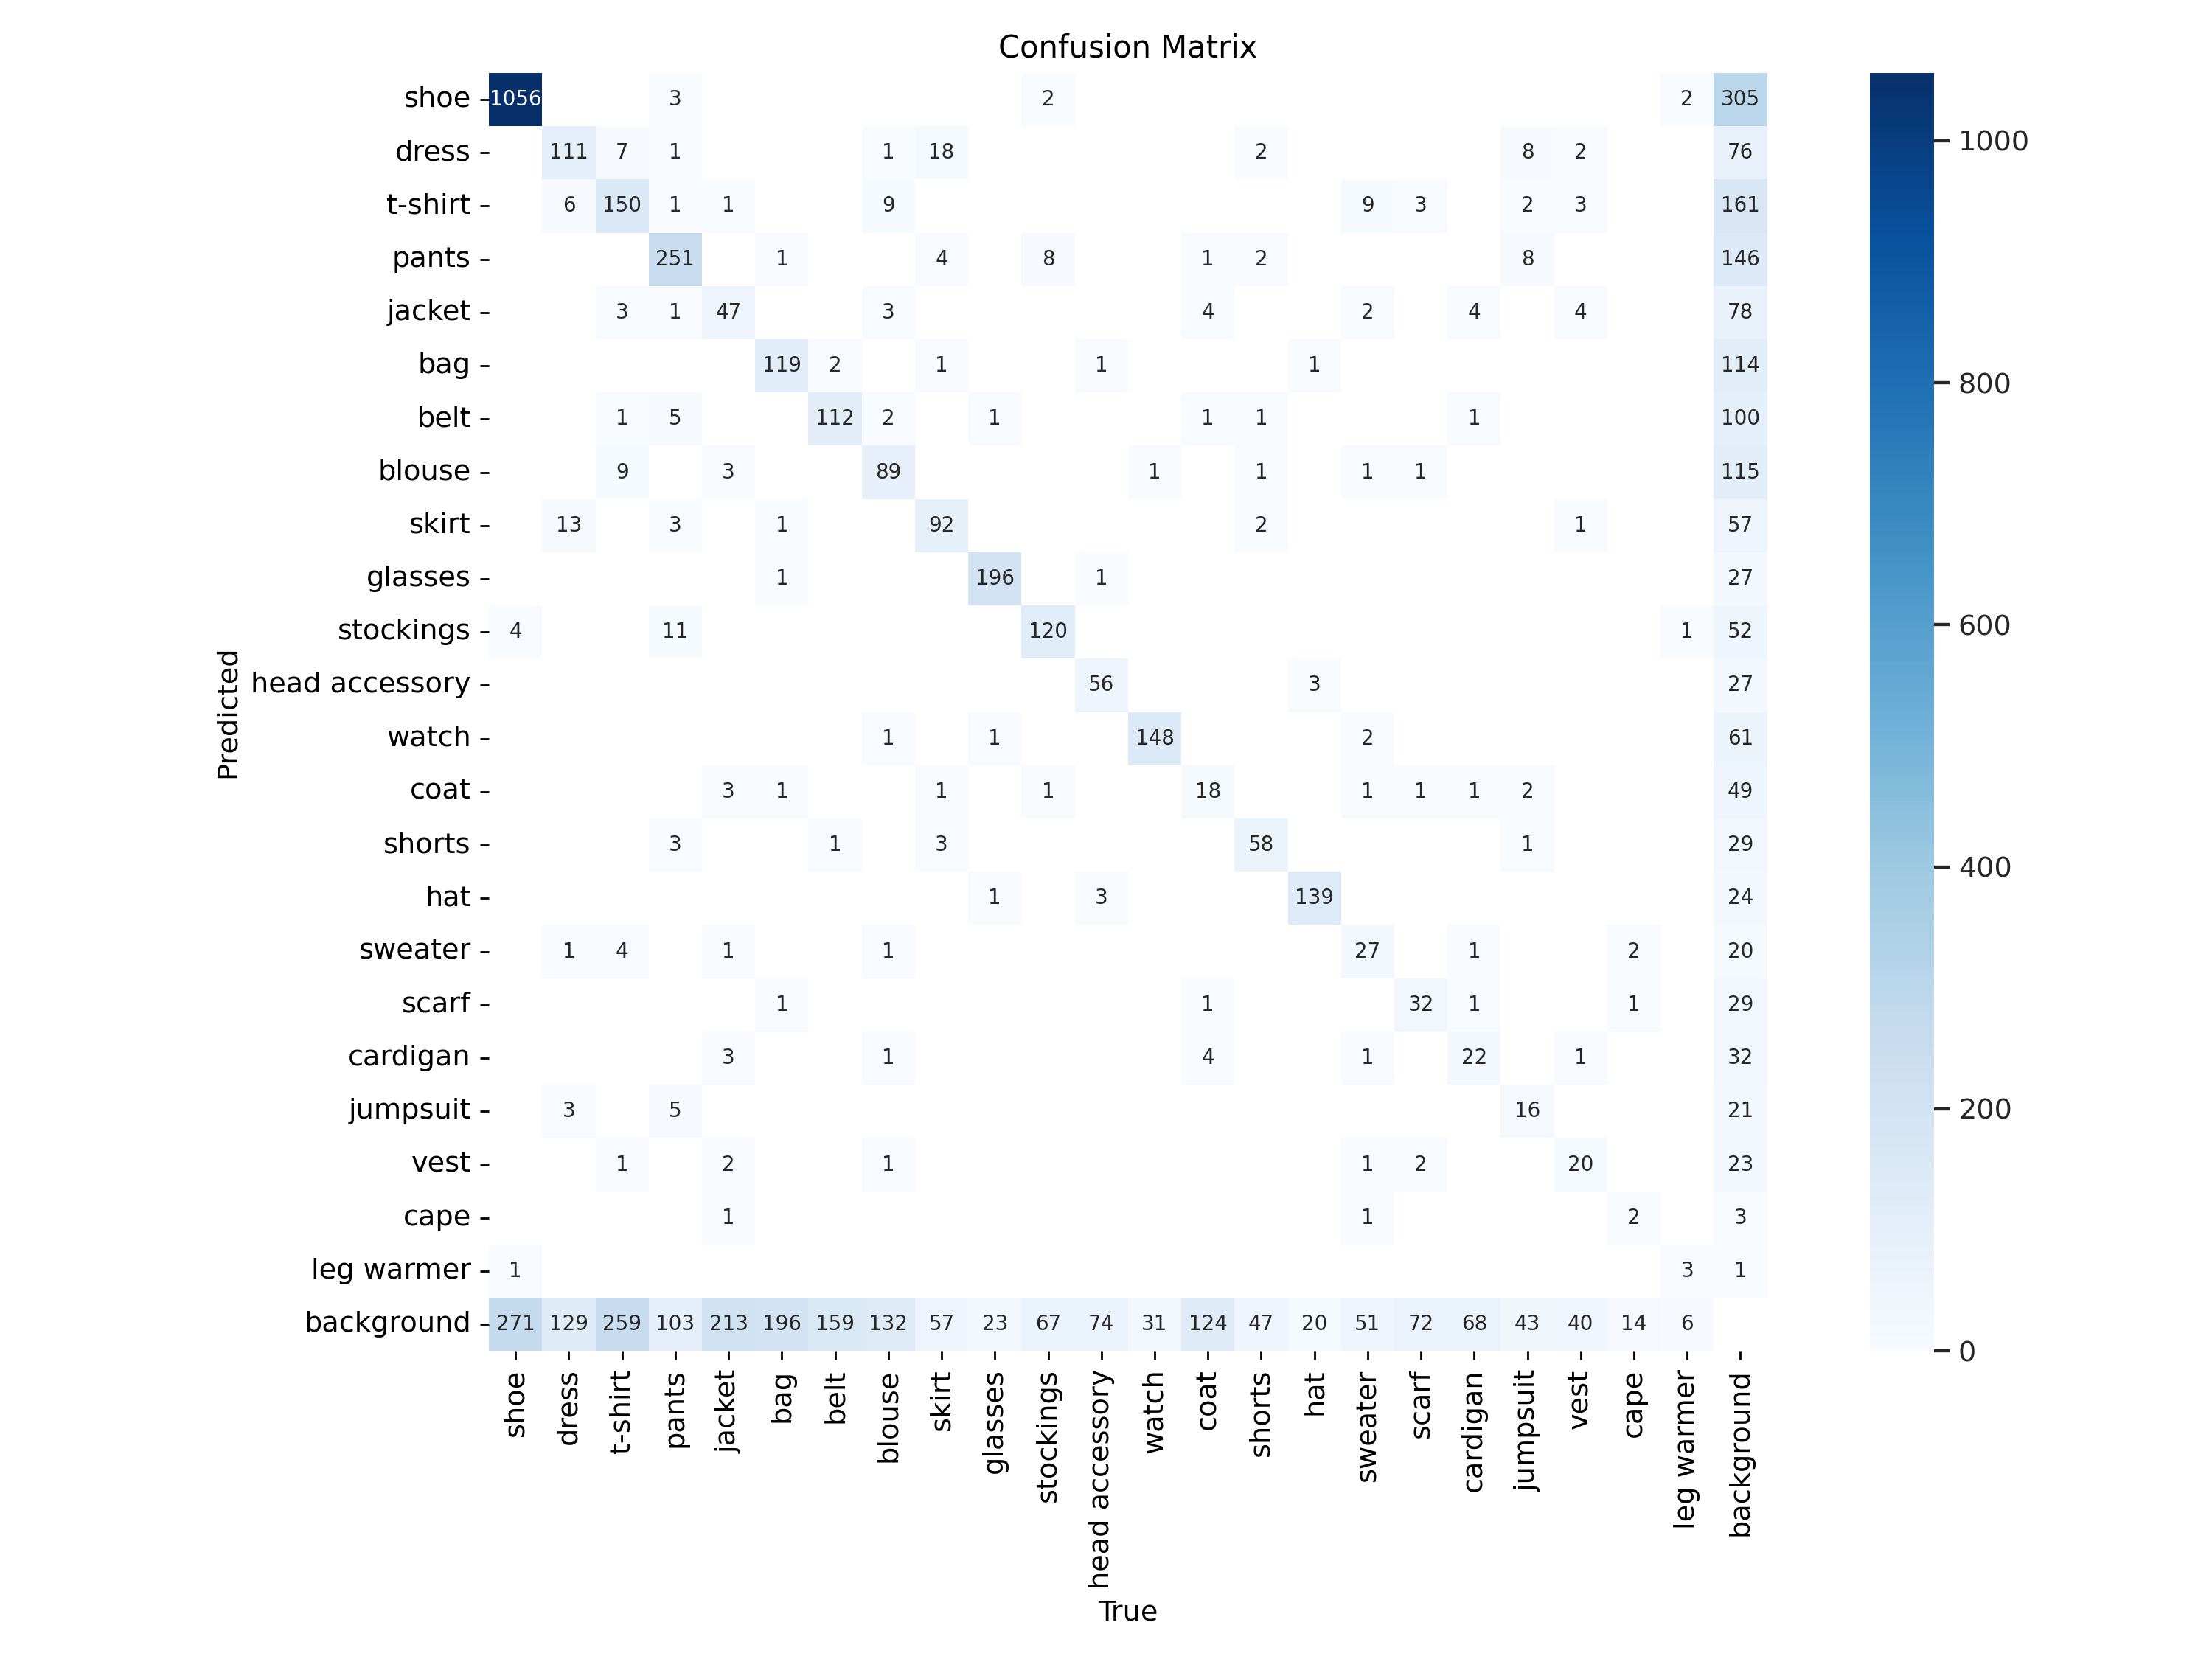 Confusion Matrix
shoe 1056 3 2 2 305
dress 111 7 1 1 18 2 8 2 76
t-shirt 6 150 1 1 9 9 3 2 3 161
pants 251 1 4 8 1 2 8 146
jacket 3 1 47 3 4 2 4 4 78
bag 119 2 1 1 1 114
belt 1 5 112 2 1 1 1 1 100
blouse 9 3 89 1 1 1 1 115
skirt 13 3 1 92 2 1 57
glasses 1 196 1 27
stockings 4 11 120 1 52
head accessory 56 3 27
watch 1 1 148 2 61
coat 3 1 1 1 18 1 1 1 2 49
shorts 3 1 3 58 1 29
hat 1 3 139 24
sweater 1 4 1 1 27 1 2 20
scarf 1 1 32 1 1 29
cardigan 3 1 4 1 22 1 32
jumpsuit 3 5 16 21
vest 1 2 1 1 2 20 23
cape 1 1 2 3
leg warmer 1 3 1
background 271 129 259 103 213 196 159 132 57 23 67 74 31 124 47 20 51 72 68 43 40 14 6
shoe dress t-shirt pants jacket bag belt blouse skirt glasses stockings head accessory watch coat shorts hat sweater scarf cardigan jumpsuit vest cape leg warmer background
True
Predicted
1000
800
600
400
200
0